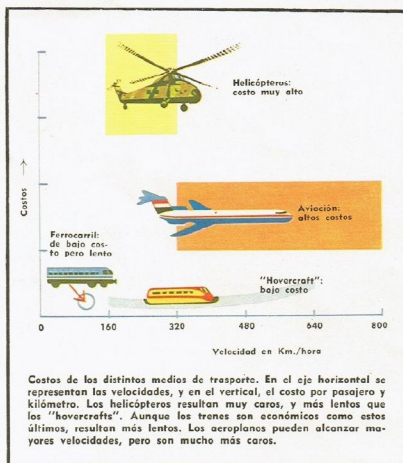 Helicópteros:
costo muy alto
Costos →
Aviación:
altos costos
Ferrocarril:
de bajo cos-
to pero lento
"Hovercraft":
bajo costo
0 160 320 480 640 800
Velocidad en Km./hora
Costos de los distintos medios de trasporte. En el eje horizontal se
representan las velocidades, y en el vertical, el costo por pasajero y
kilómetro. Los helicópteros resultan muy caros, y más lentos que
los "hovercrafts". Aunque los trenes son económicos como estos
últimos, resultan más lentos. Los aeroplanos pueden alcanzar ma-
yores velocidades, pero son mucho más caros.